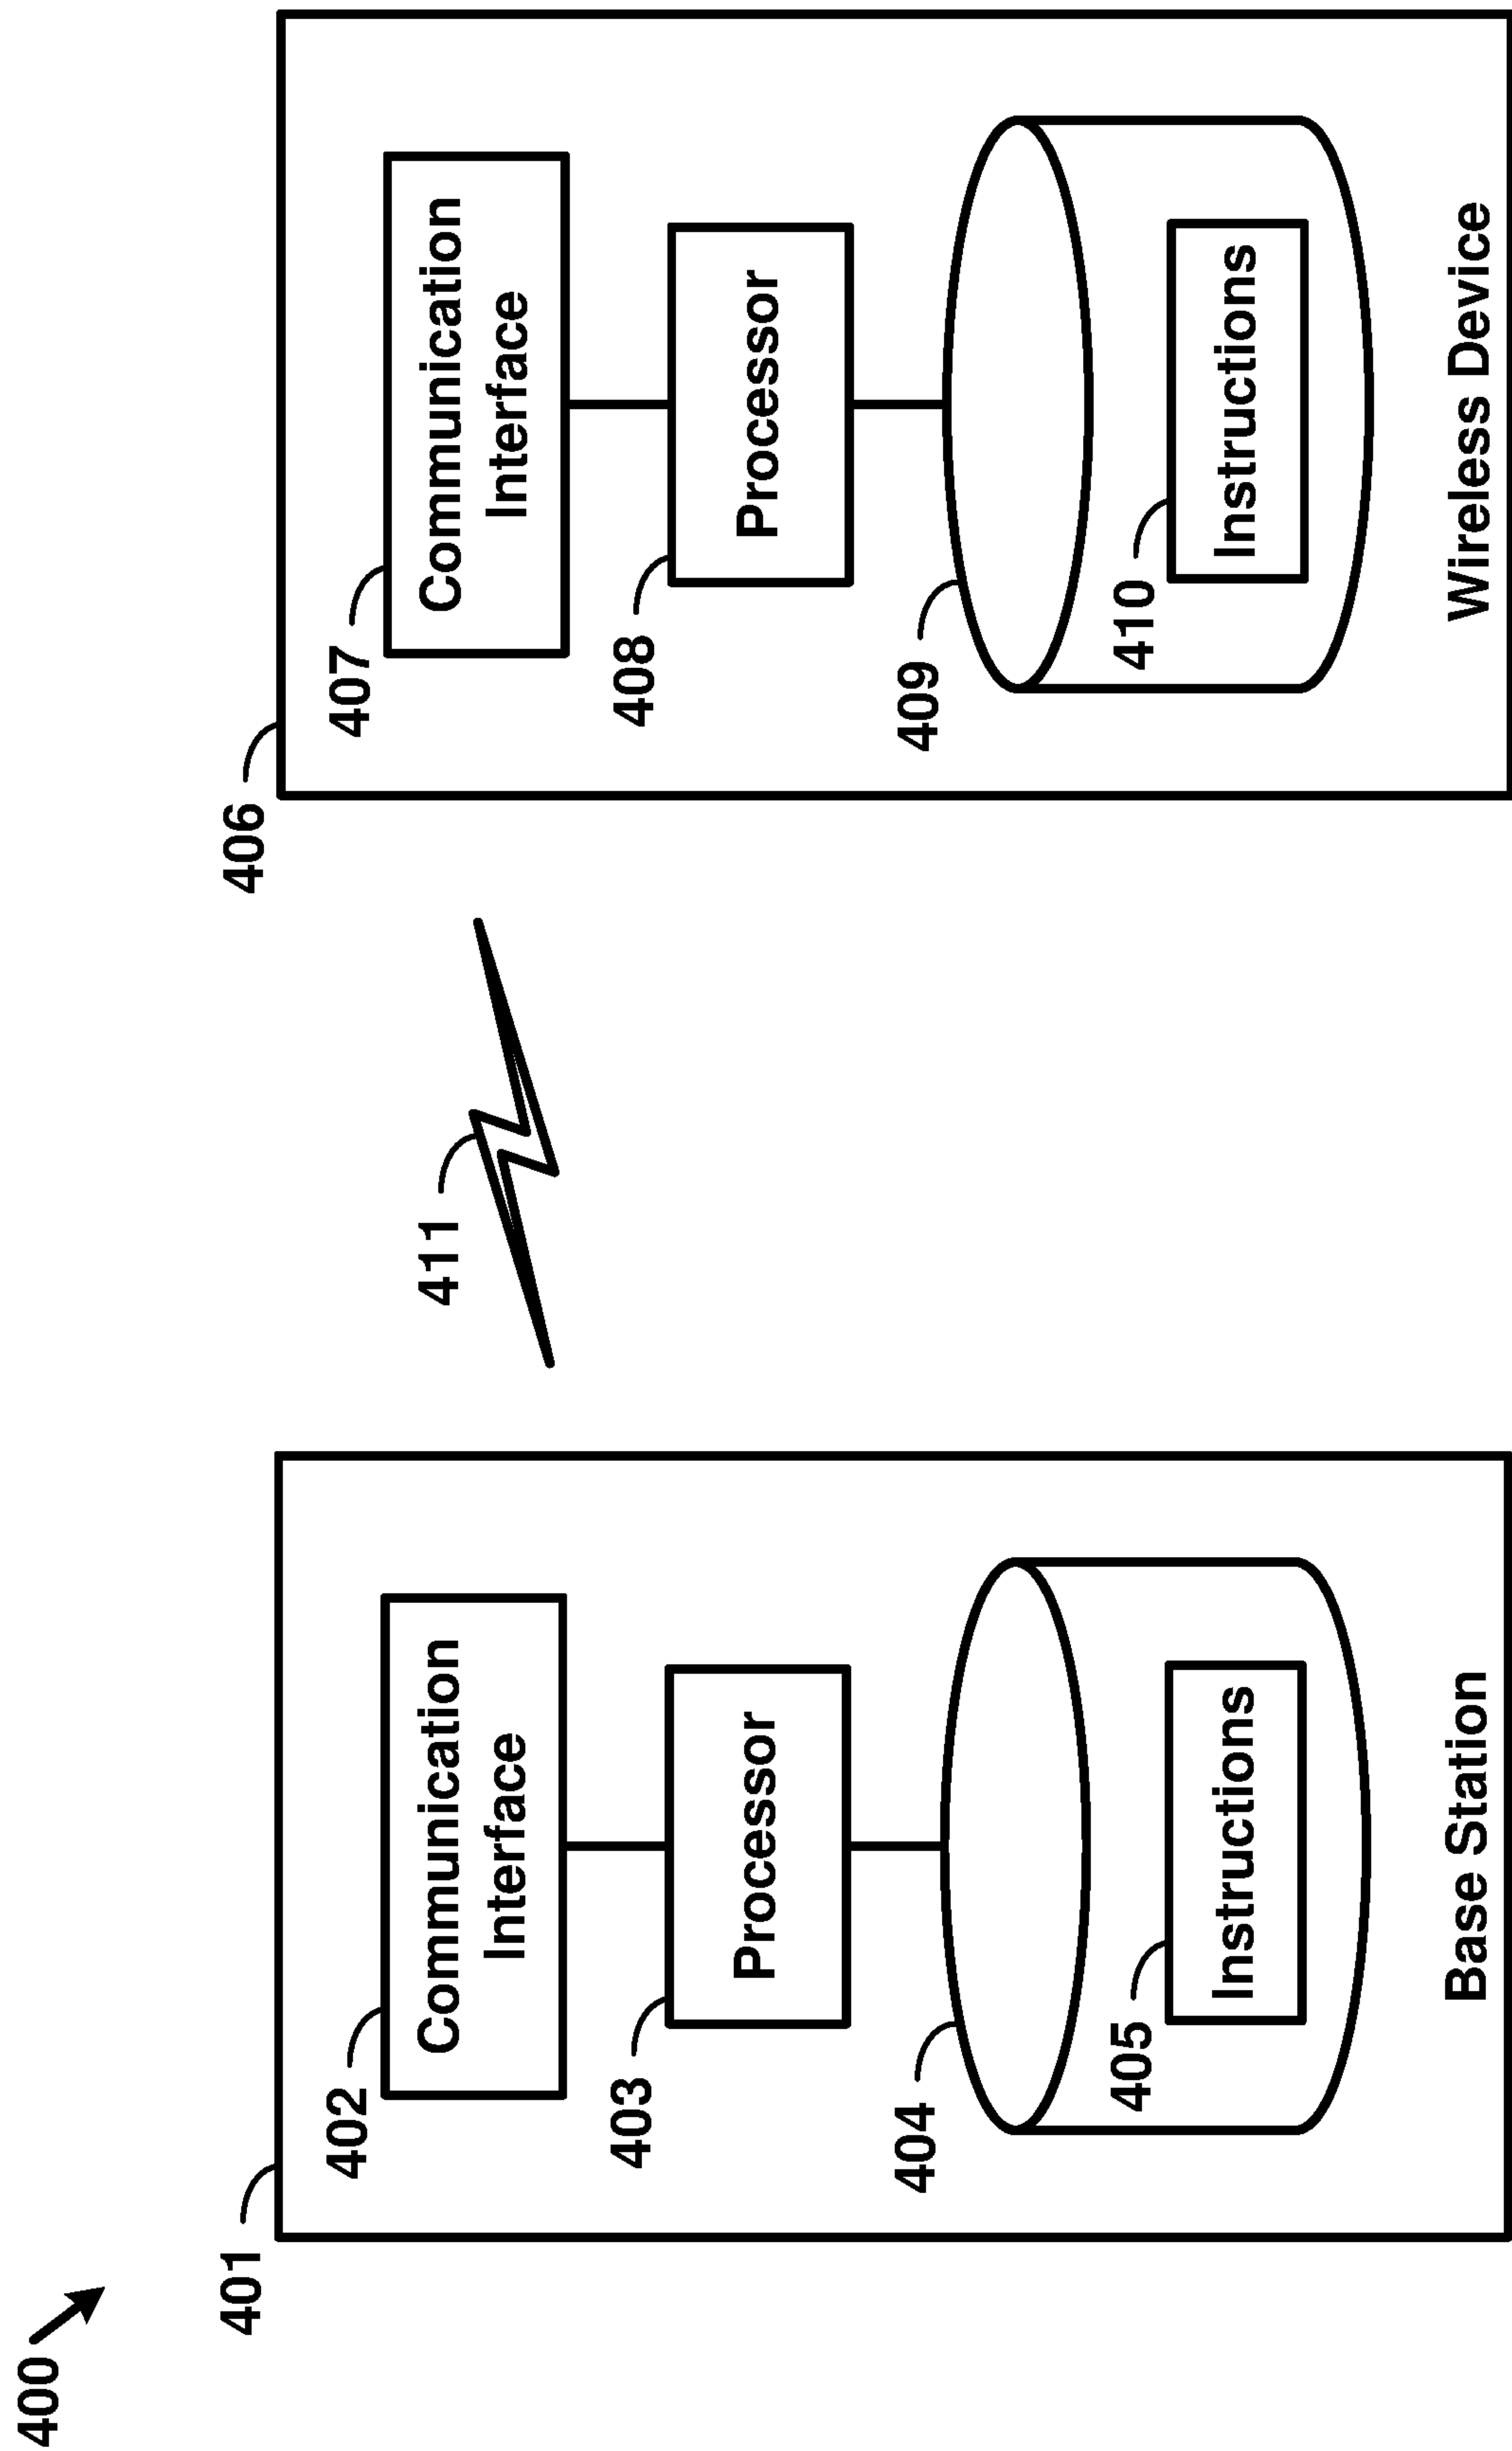 400
401
402
Communication
Interface
403
Processor
404
405
Instructions
Base Station
411
406
407
Communication
Interface
408
Processor
409
410
Instructions
Wireless Device